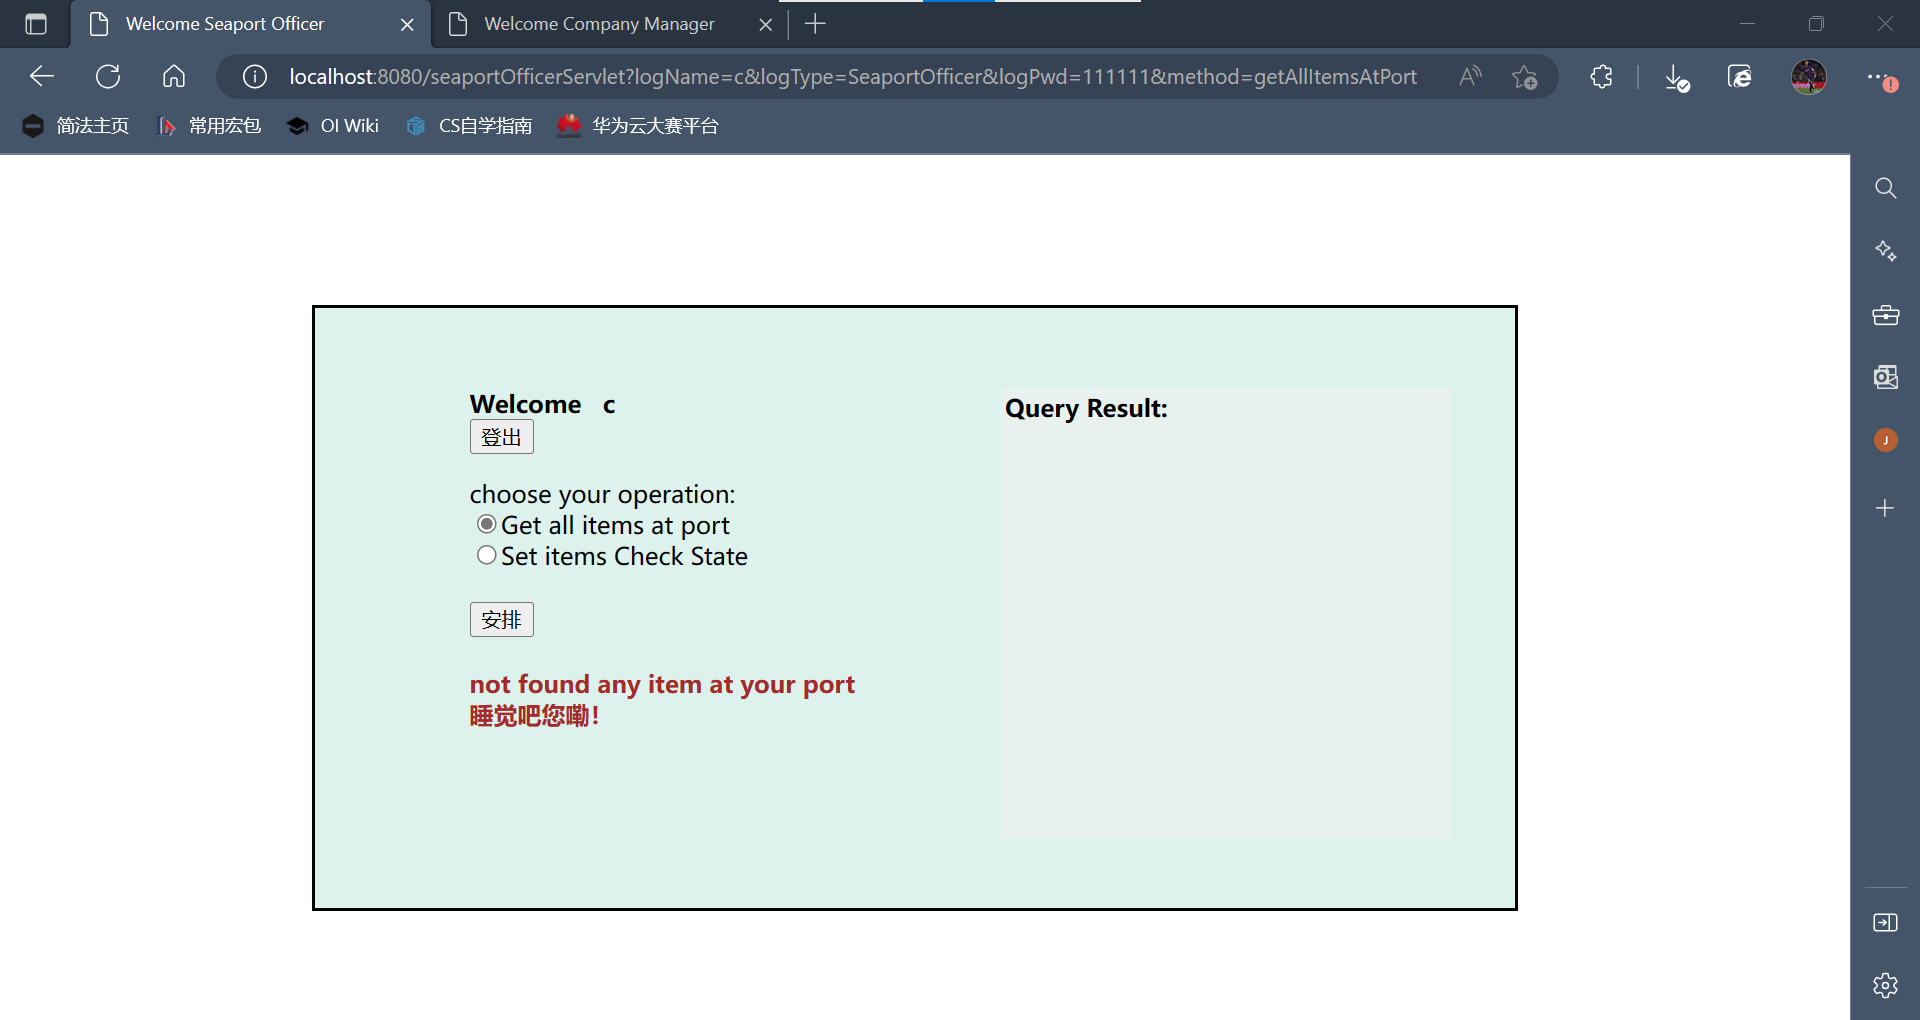 Welcome Seaport Officer
Welcome Company Manager
localhost:8080/seaportOfficerServlet?logName=c&logType=SeaportOfficer&logPwd=111111&method=getAllItemsAtPort
简法主页 常用宏包 OI Wiki CS自学指南 华为云大赛平台
Welcome c
登出
choose your operation:
Get all items at port
Set items Check State
安排
not found any item at your port
睡觉吧您嘞!
Query Result:
J